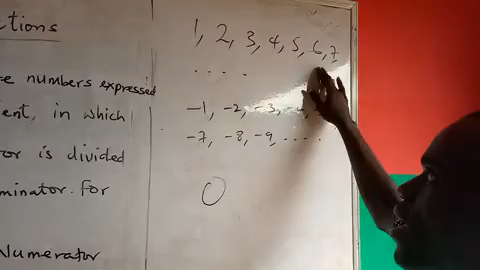 ctions
e numbers expressed
ent, in which
or is divided
minator. for
Numerator
1, 2, 3, 4, 5, 6, 7
. . . .
-1, -2, -3, -4,
-7, -8, -9, .....
0